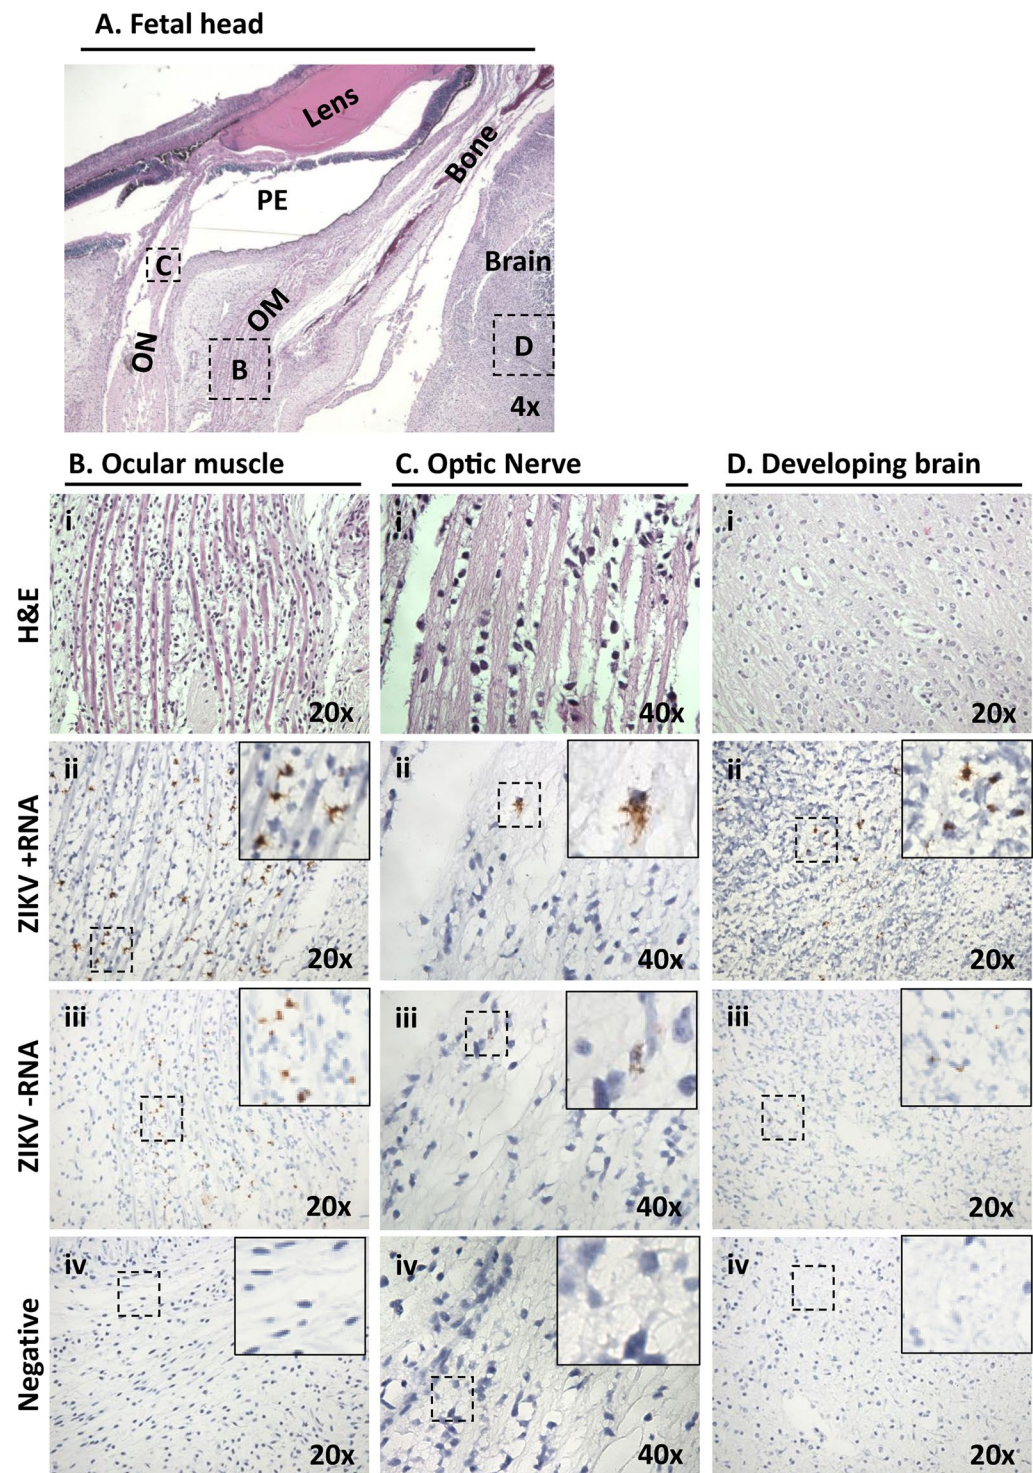 A. Fetal head
Lens
Bone
PE
Brain
C
OM
ON
B
D
4x
B. Ocular muscle
C. Optic Nerve
D. Developing brain
H&E
i
20x
i
40x
i
20x
ZIKV +RNA
ii
20x
ii
40x
ii
20x
ZIKV -RNA
iii
20x
iii
40x
iii
20x
Negative
iv
20x
iv
40x
iv
20x